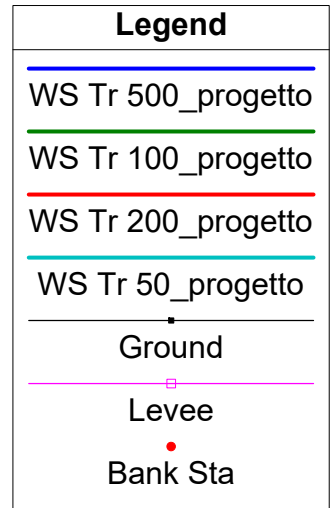 Legend
WS Tr 500_progetto
WS Tr 100_progetto
WS Tr 200_progetto
WS Tr 50_progetto
Ground
Levee
Bank Sta